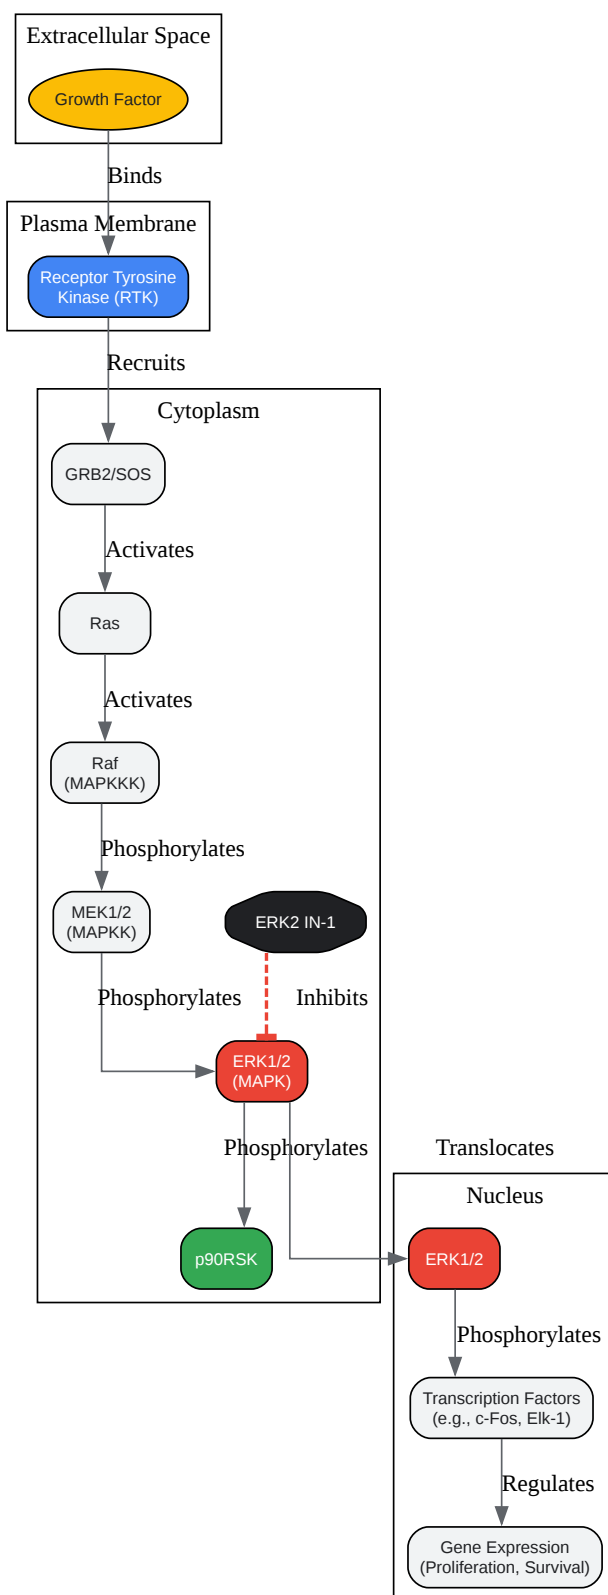 Extracellular Space
Growth Factor
Binds
Plasma Membrane
Receptor Tyrosine
Kinase (RTK)
Recruits
Cytoplasm
GRB2/SOS
Activates
Ras
Activates
Raf
(MAPKKK)
Phosphorylates
MEK1/2
(MAPKK)
ERK2 IN-1
Phosphorylates
Inhibits
ERK1/2
(MAPK)
Phosphorylates
Translocates
Nucleus
p90RSK
ERK1/2
Phosphorylates
Transcription Factors
(e.g., c-Fos, Elk-1)
Regulates
Gene Expression
(Proliferation, Survival)